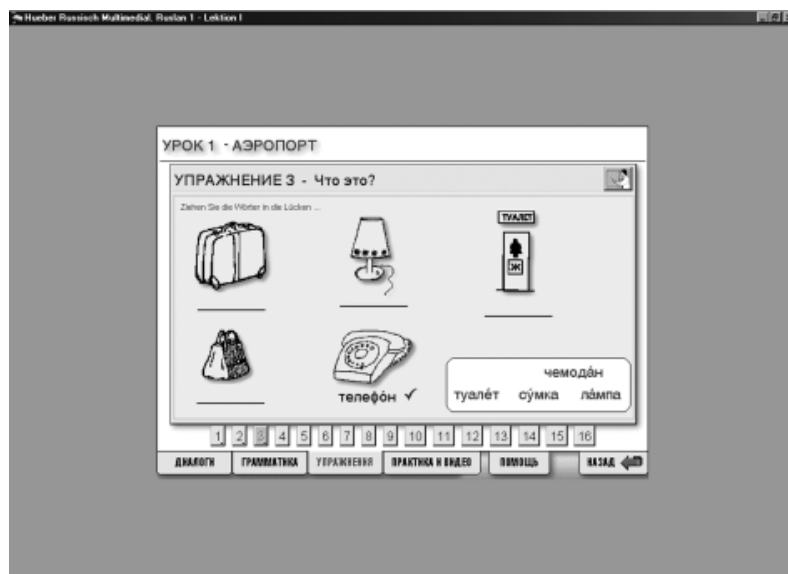 Hueber Russisch Multimedial. Ruslan 1 - Lektion 1
УРОК 1 - АЭРОПОРТ
УПРАЖНЕНИЕ 3 - Что это?
Ziehen Sie die Wörter in die Lücken ...
ТУАЛЕТ
Ж
телефо́н ✓
чемода́н
туале́т су́мка ла́мпа
1 2 3 4 5 6 7 8 9 10 11 12 13 14 15 16
ДИАЛОГИ ГРАММАТИКА УПРАЖНЕНИЯ ПРАКТИКА И ВИДЕО ПОМОЩЬ НАЗАД